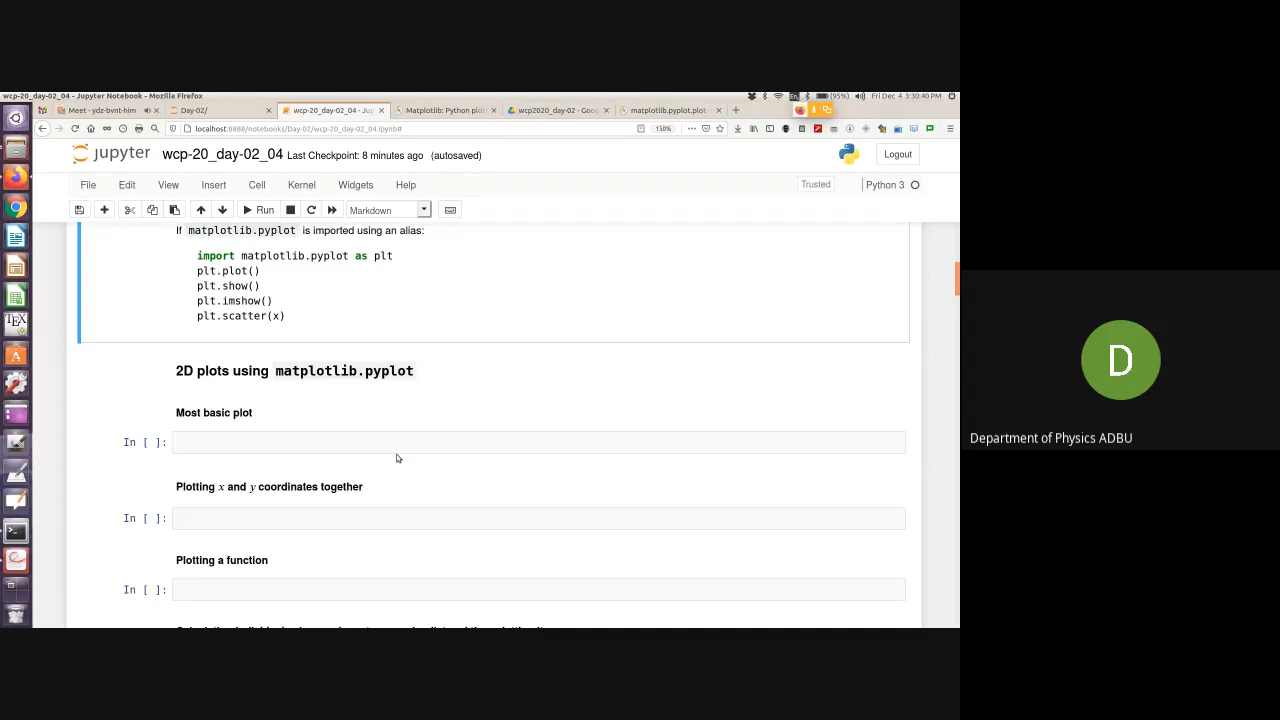 wcp-20_day-02_04 - Jupyter Notebook - Mozilla Firefox
(95%) Fri Dec 4 3:30:40 PM
Meet - ydz-bvnt-him
Day-02/
wcp-20_day-02_04 - Ju
Matplotlib: Python plot
wcp2020_day-02 - Goog
matplotlib.pyplot.plot
localhost:8888/notebooks/Day-02/wcp-20_day-02_04.ipynb#
150%
jupyter wcp-20_day-02_04 Last Checkpoint: 8 minutes ago (autosaved)
Logout
File Edit View Insert Cell Kernel Widgets Help
Trusted
Python 3
Run
Markdown
If matplotlib.pyplot is imported using an alias:
import matplotlib.pyplot as plt
plt.plot()
plt.show()
plt.imshow()
plt.scatter(x)
2D plots using matplotlib.pyplot
Most basic plot
In [ ]:
Plotting x and y coordinates together
In [ ]:
Plotting a function
In [ ]:
D
Department of Physics ADBU